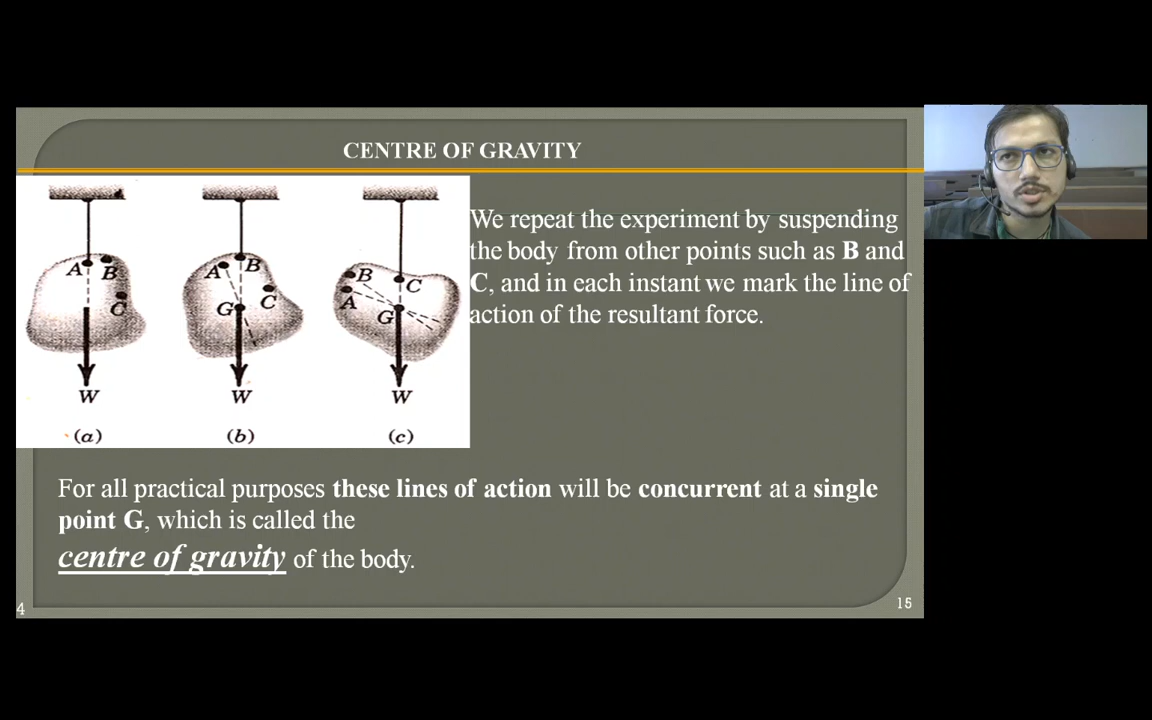 CENTRE OF GRAVITY
A B C W (a)
A B C G W (b)
B A C G W (c)
We repeat the experiment by suspending
the body from other points such as B and
C, and in each instant we mark the line of
action of the resultant force.
For all practical purposes these lines of action will be concurrent at a single
point G, which is called the
centre of gravity of the body.
4
15